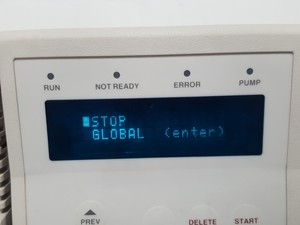 RUN NOT READY ERROR PUMP
STOP
GLOBAL (enter)
PREV DELETE START